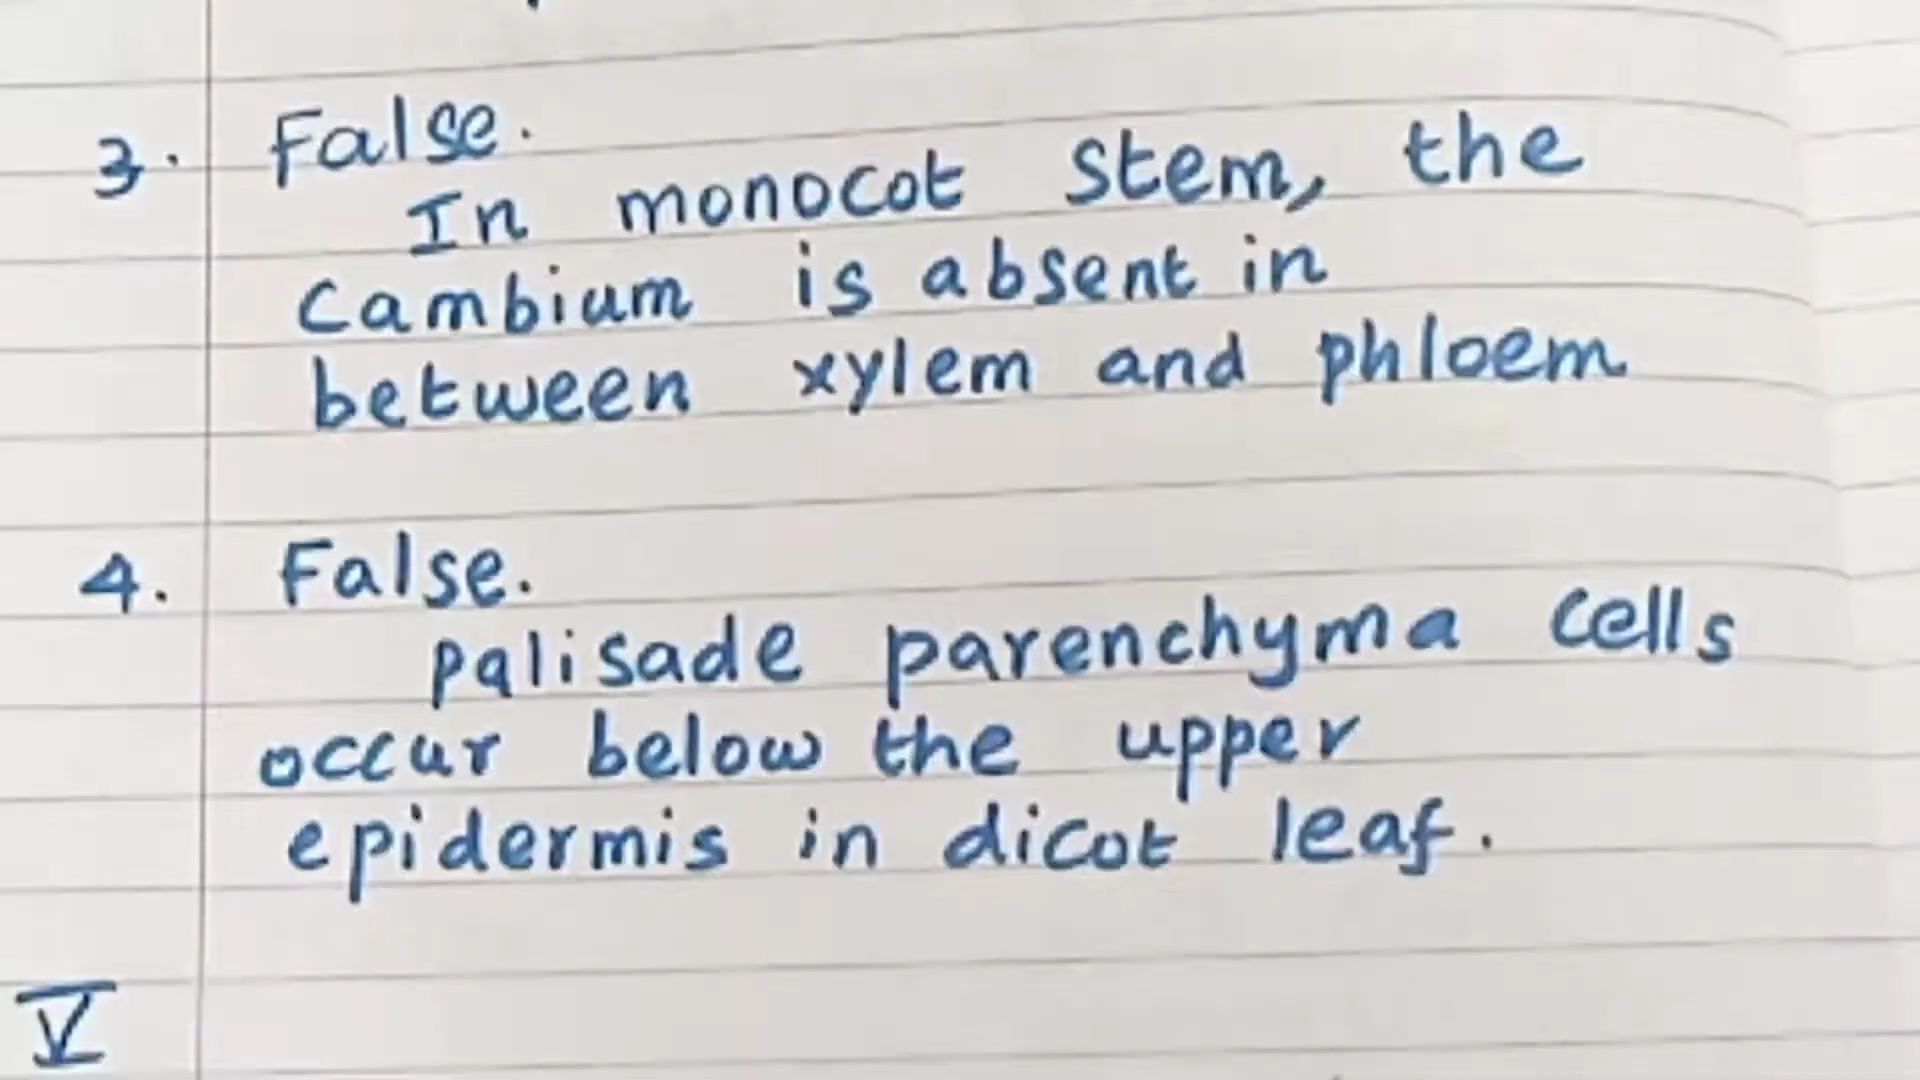 3. False.
In monocot stem, the
Cambium is absent in
between xylem and phloem
4. False.
palisade parenchyma cells
occur below the upper
epidermis in dicot leaf.
V